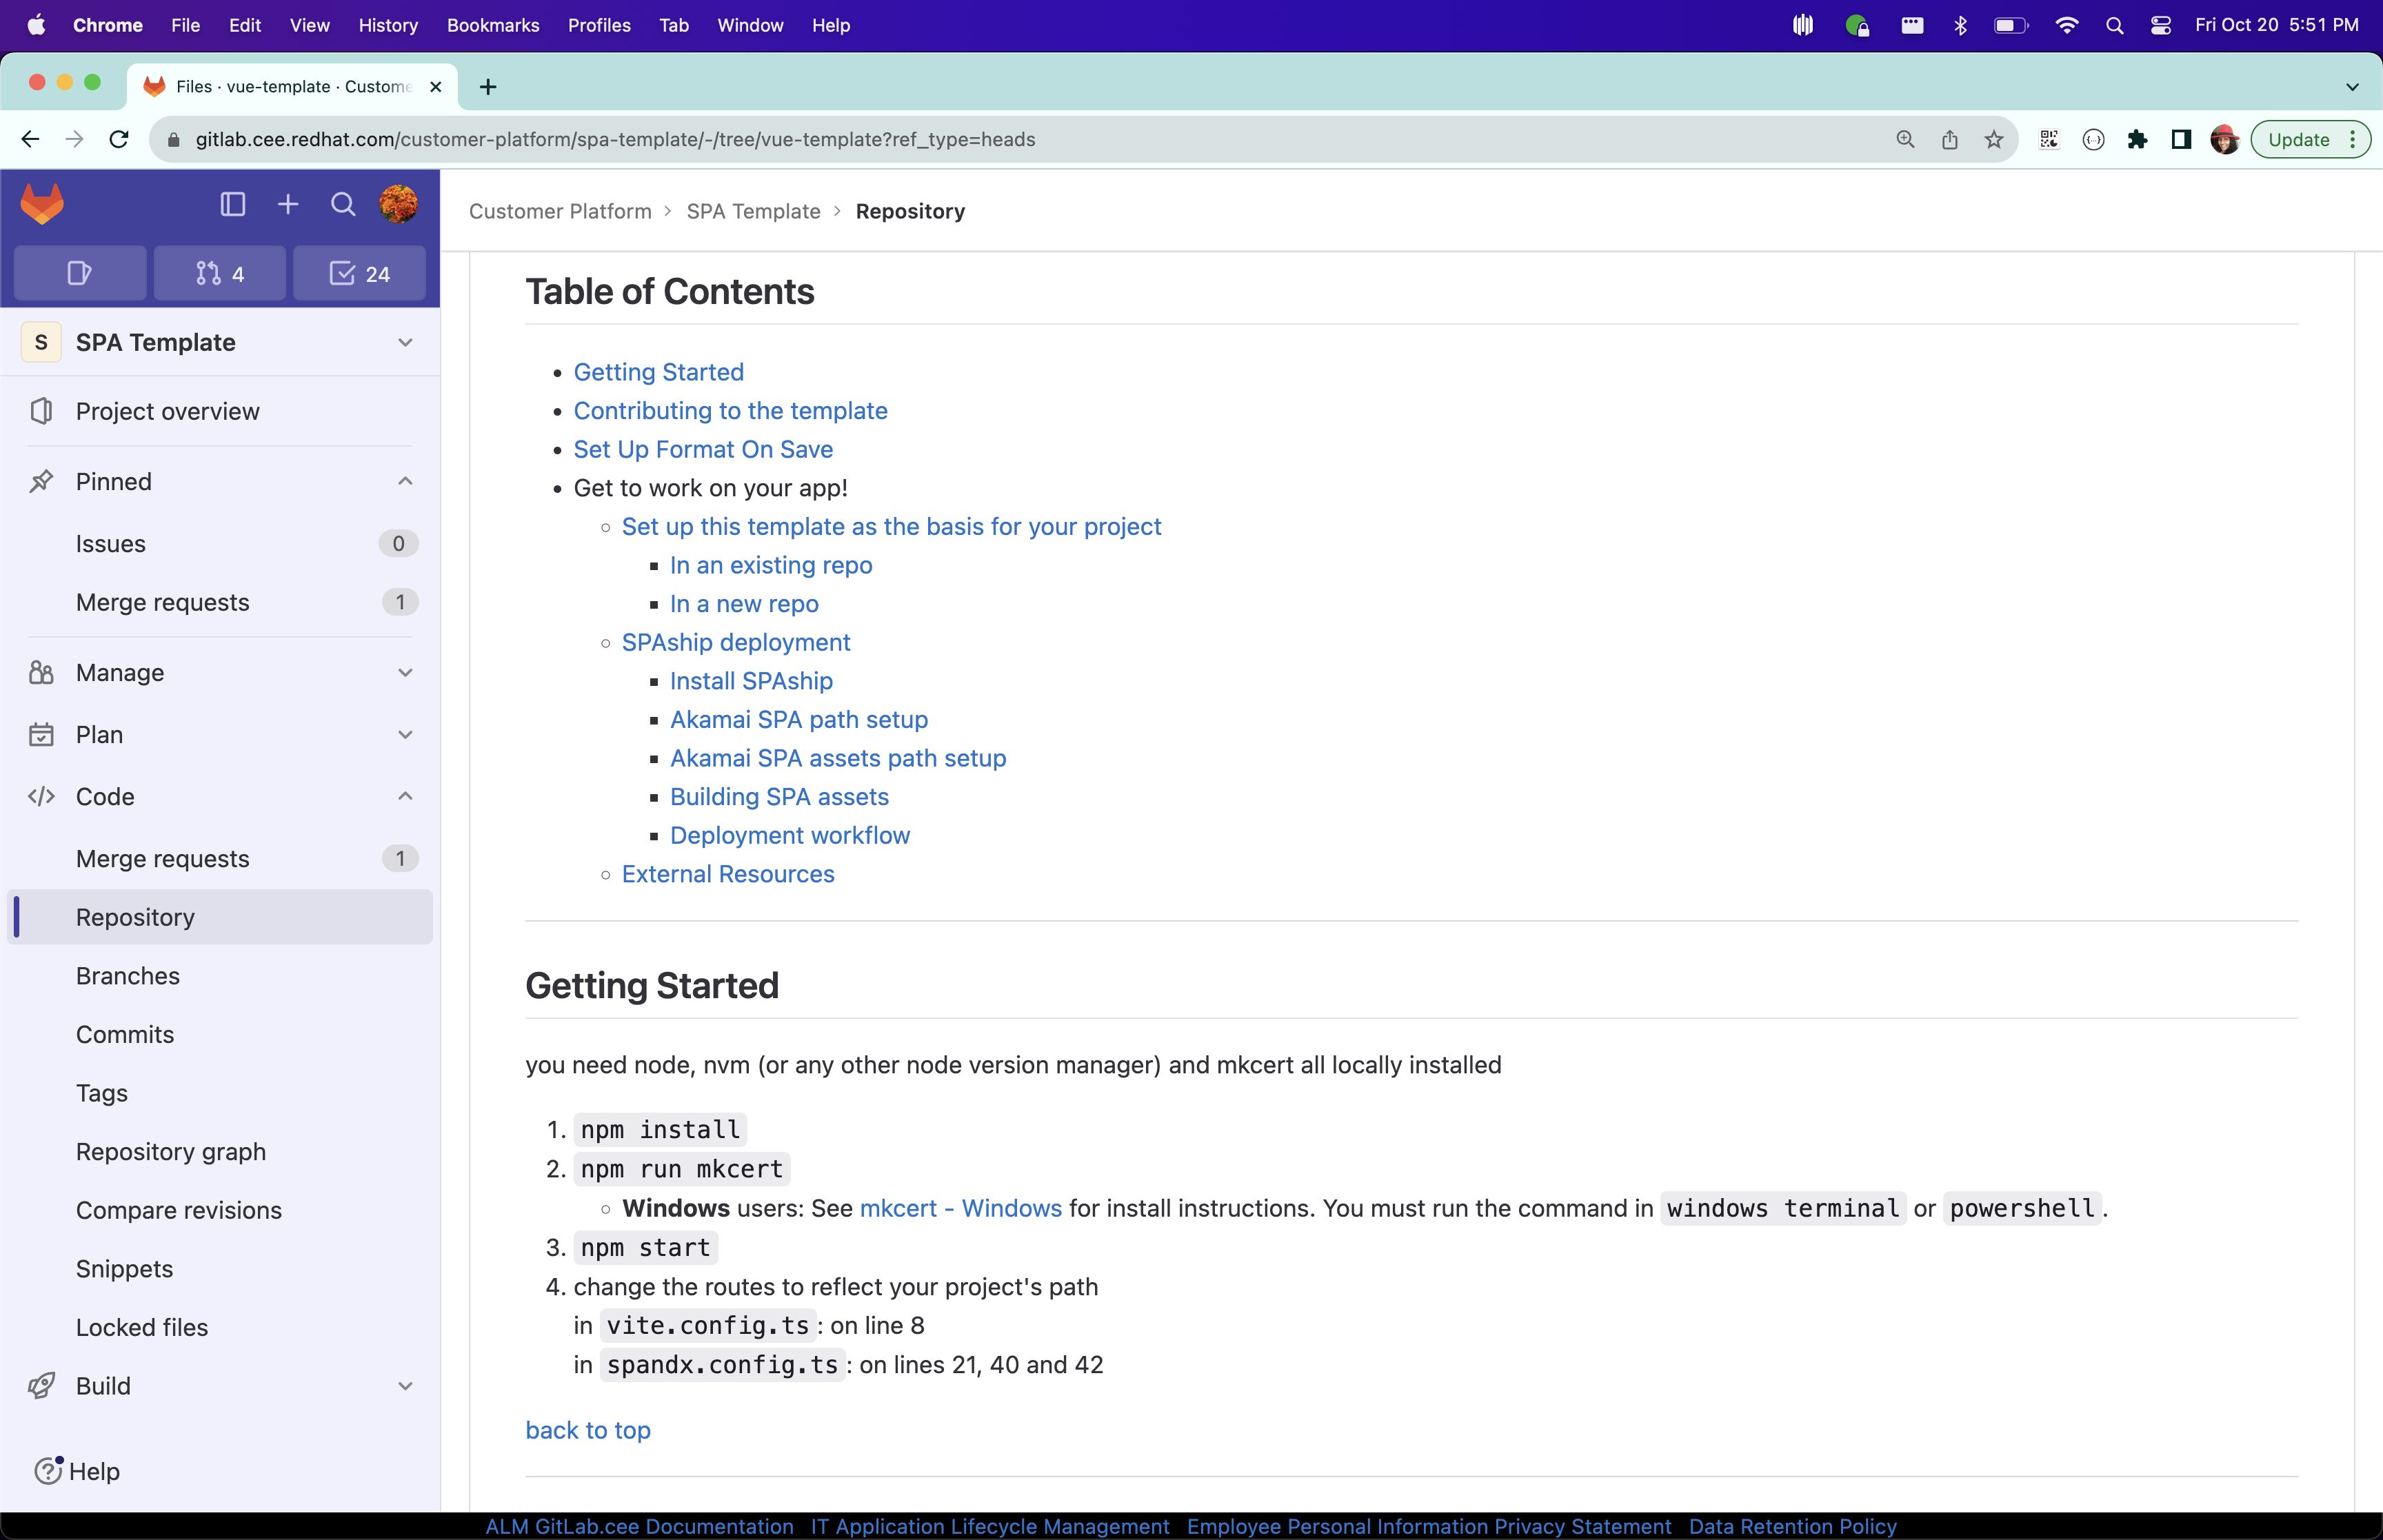 Chrome File Edit View History Bookmarks Profiles Tab Window Help Fri Oct 20 5:51 PM
Files · vue-template · Custome
gitlab.cee.redhat.com/customer-platform/spa-template/-/tree/vue-template?ref_type=heads Update
4 24
S SPA Template
Project overview
Pinned
Issues 0
Merge requests 1
Manage
Plan
Code
Merge requests 1
Repository
Branches
Commits
Tags
Repository graph
Compare revisions
Snippets
Locked files
Build
Help
Customer Platform > SPA Template > Repository
Table of Contents
• Getting Started
• Contributing to the template
• Set Up Format On Save
• Get to work on your app!
◦ Set up this template as the basis for your project
▪ In an existing repo
▪ In a new repo
◦ SPAship deployment
▪ Install SPAship
▪ Akamai SPA path setup
▪ Akamai SPA assets path setup
▪ Building SPA assets
▪ Deployment workflow
◦ External Resources
Getting Started
you need node, nvm (or any other node version manager) and mkcert all locally installed
1. npm install
2. npm run mkcert
◦ Windows users: See mkcert - Windows for install instructions. You must run the command in windows terminal or powershell.
3. npm start
4. change the routes to reflect your project's path
in vite.config.ts: on line 8
in spandx.config.ts: on lines 21, 40 and 42
back to top
ALM GitLab.cee Documentation IT Application Lifecycle Management Employee Personal Information Privacy Statement Data Retention Policy